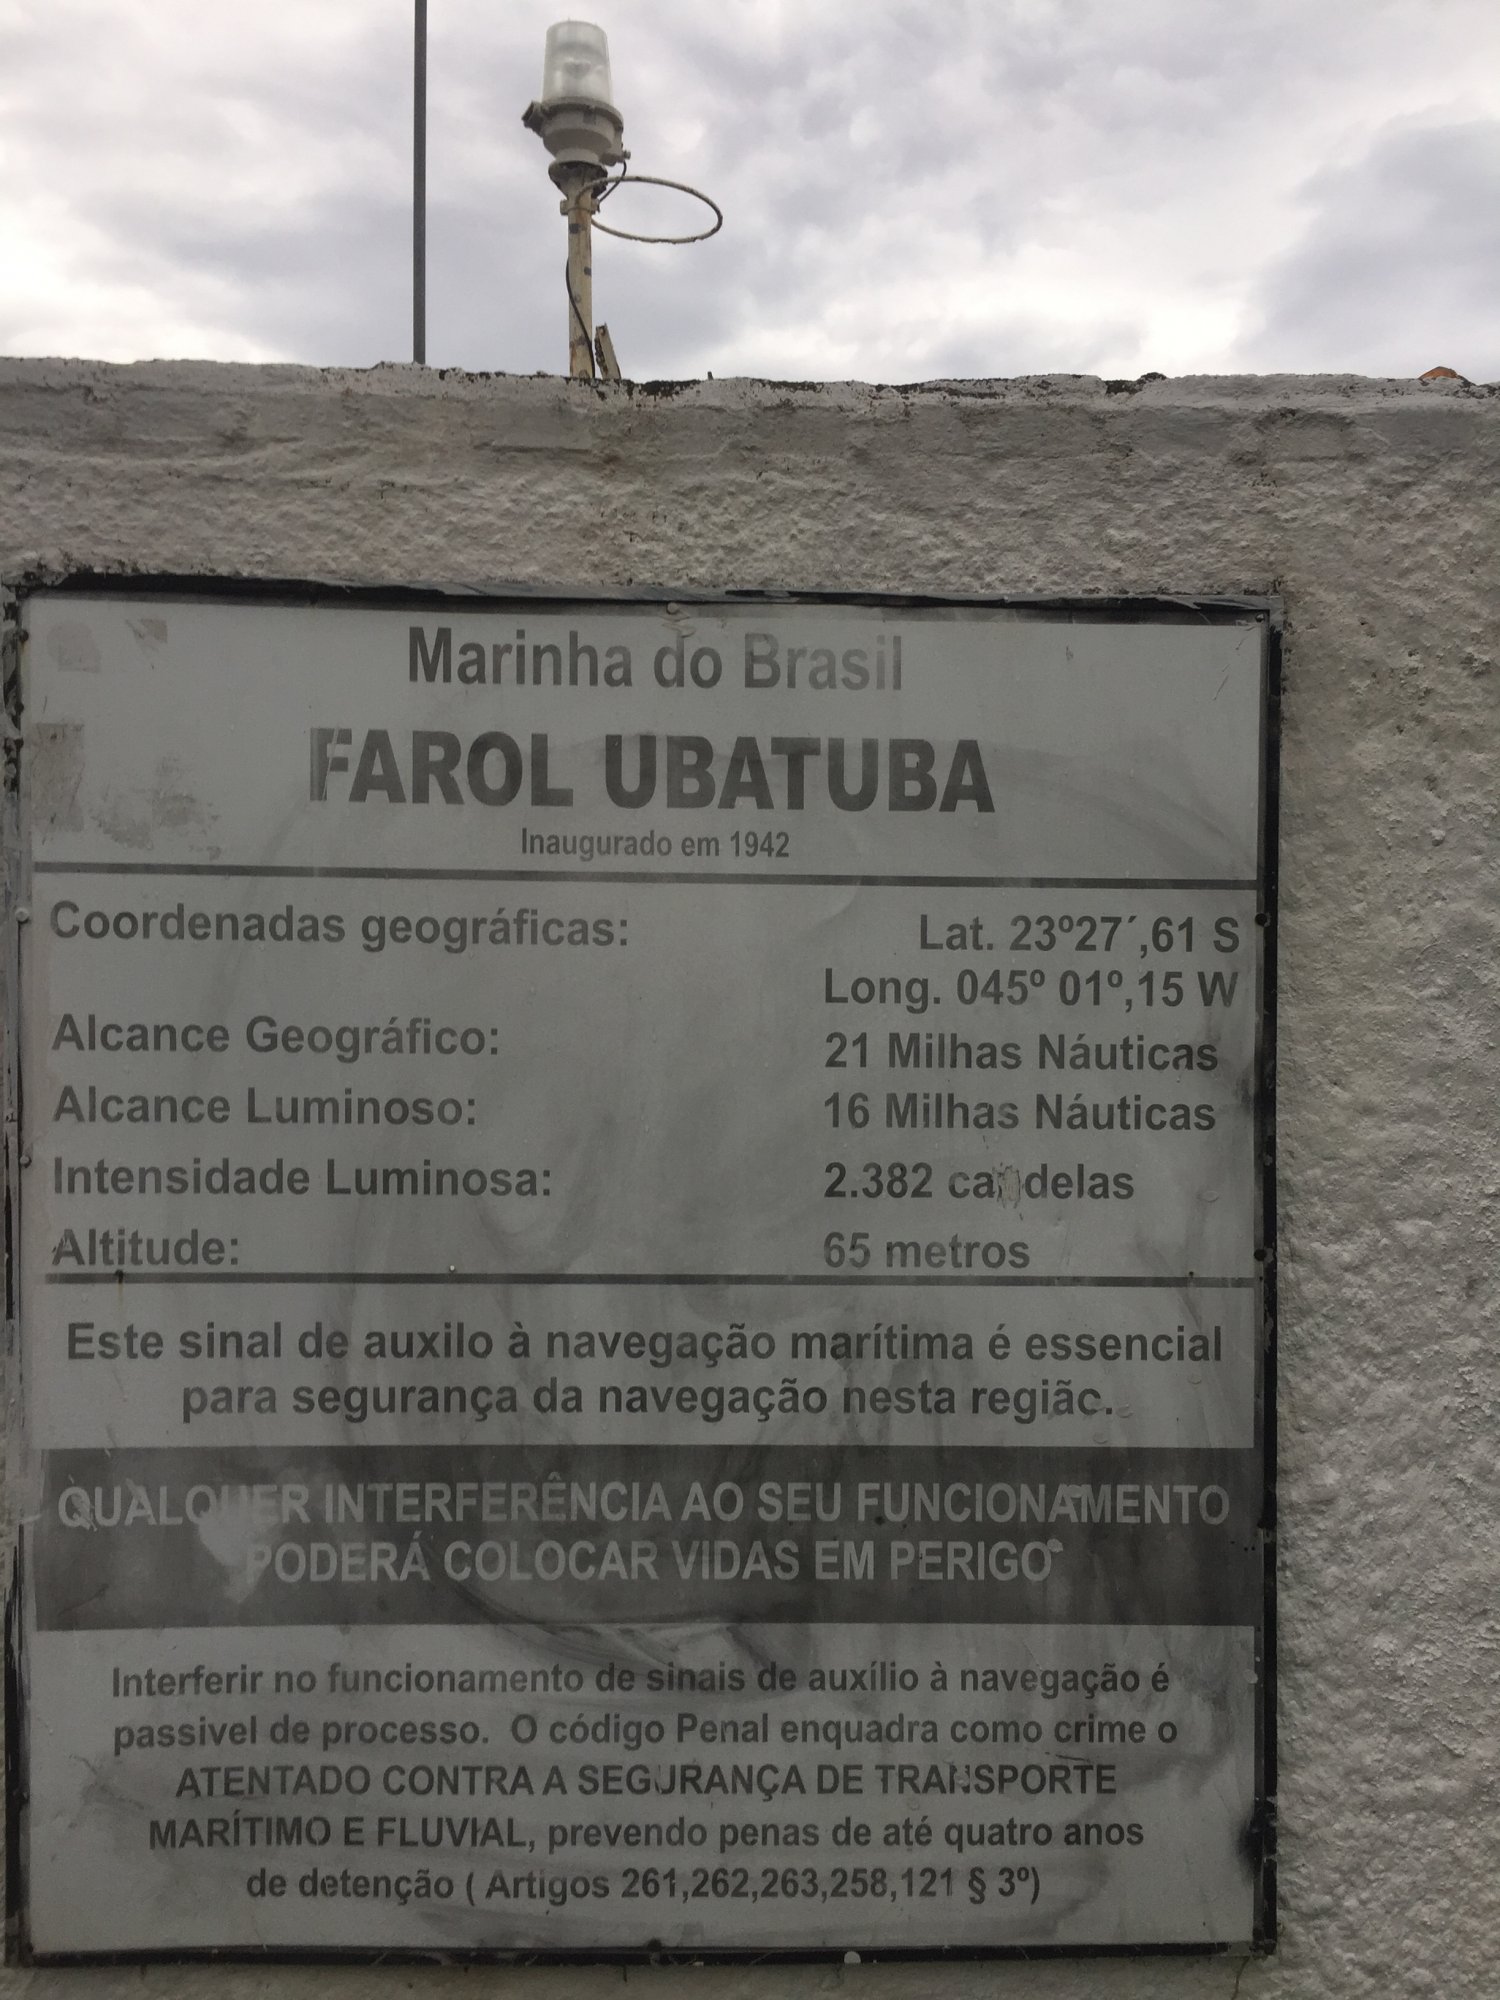 Marinha do Brasil
FAROL UBATUBA
Inaugurado em 1942
Coordenadas geográficas: Lat. 23º27´,61 S
Long. 045º 01º,15 W
Alcance Geográfico: 21 Milhas Náuticas
Alcance Luminoso: 16 Milhas Náuticas
Intensidade Luminosa: 2.382 candelas
Altitude: 65 metros
Este sinal de auxilo à navegação marítima é essencial
para segurança da navegação nesta região.
QUALQUER INTERFERÊNCIA AO SEU FUNCIONAMENTO
PODERÁ COLOCAR VIDAS EM PERIGO
Interferir no funcionamento de sinais de auxílio à navegação é
passivel de processo. O código Penal enquadra como crime o
ATENTADO CONTRA A SEGURANÇA DE TRANSPORTE
MARÍTIMO E FLUVIAL, prevendo penas de até quatro anos
de detenção ( Artigos 261,262,263,258,121 § 3º)